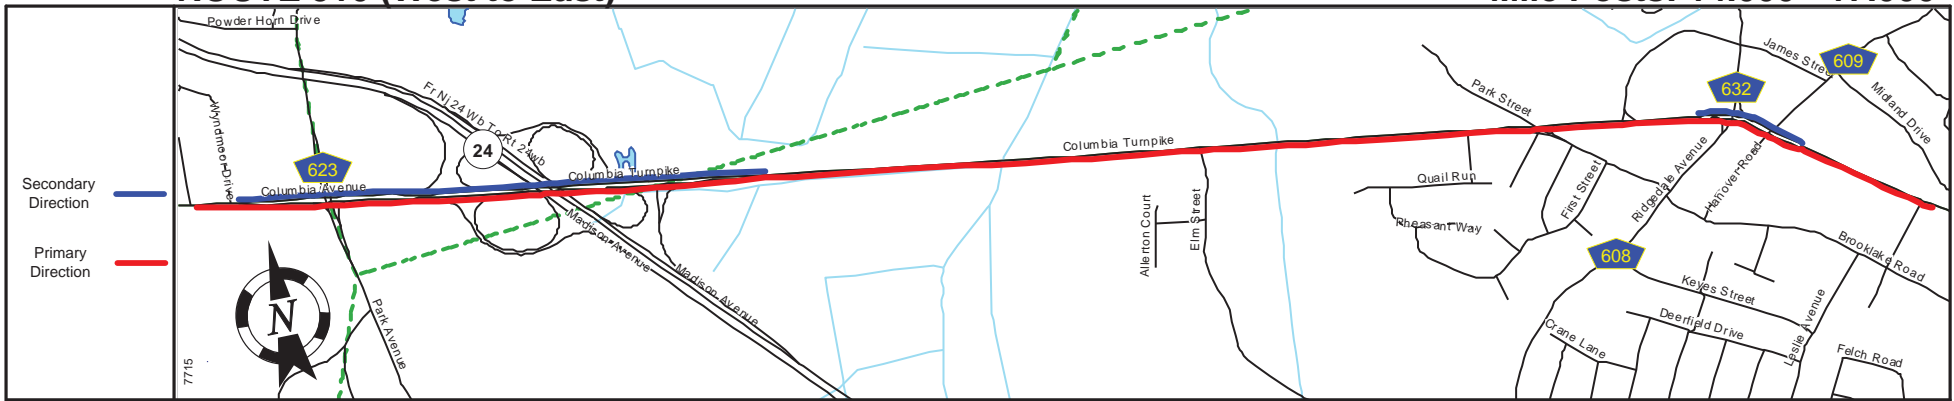 Powder Horn Drive
Wyndmoor Drive
623
Columbia Avenue
Fr Nj 24 Wb To Rt 24wb
24
Columbia Turnpike
Madison Avenue
Madison Avenue
Park Avenue
N
7715
Secondary
Direction
Primary
Direction
Columbia Turnpike
Allerton Court
Elm Street
Park Street
Quail Run
Pheasant Way
First Street
Ridgedale Avenue
Hanover Road
632
James Street
609
Midland Drive
608
Brooklake Road
Keyes Street
Deerfield Drive
Crane Lane
Leslie Avenue
Felch Road